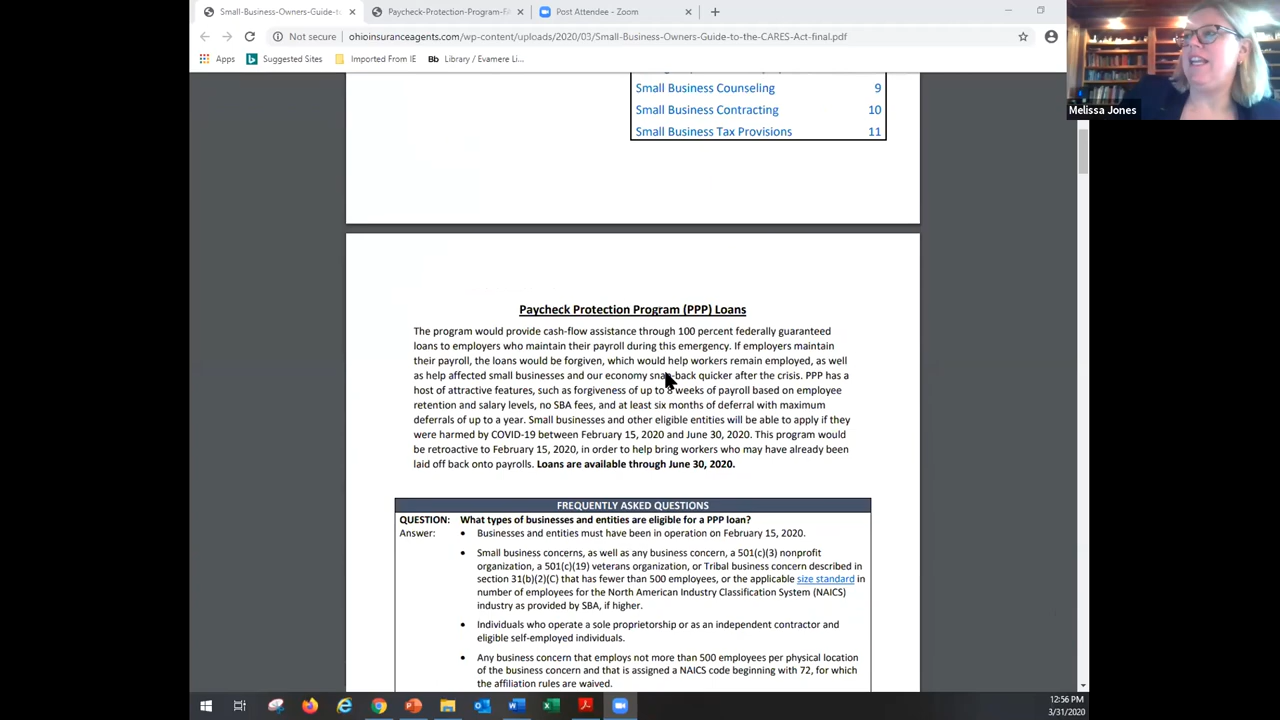 Small-Business-Owners-Guide-to
Paycheck-Protection-Program-F
Post Attendee - Zoom
Not secure
ohioinsuranceagents.com/wp-content/uploads/2020/03/Small-Business-Owners-Guide-to-the-CARES-Act-final.pdf
Apps
Suggested Sites
Imported From IE
Bb Library / Evamere Li...
Melissa Jones
Small Business Counseling 9
Small Business Contracting 10
Small Business Tax Provisions 11
Paycheck Protection Program (PPP) Loans
The program would provide cash-flow assistance through 100 percent federally guaranteed
loans to employers who maintain their payroll during this emergency. If employers maintain
their payroll, the loans would be forgiven, which would help workers remain employed, as well
as help affected small businesses and our economy snap-back quicker after the crisis. PPP has a
host of attractive features, such as forgiveness of up to 8 weeks of payroll based on employee
retention and salary levels, no SBA fees, and at least six months of deferral with maximum
deferrals of up to a year. Small businesses and other eligible entities will be able to apply if they
were harmed by COVID-19 between February 15, 2020 and June 30, 2020. This program would
be retroactive to February 15, 2020, in order to help bring workers who may have already been
laid off back onto payrolls. Loans are available through June 30, 2020.
FREQUENTLY ASKED QUESTIONS
QUESTION: What types of businesses and entities are eligible for a PPP loan?
Answer: • Businesses and entities must have been in operation on February 15, 2020.
• Small business concerns, as well as any business concern, a 501(c)(3) nonprofit
organization, a 501(c)(19) veterans organization, or Tribal business concern described in
section 31(b)(2)(C) that has fewer than 500 employees, or the applicable size standard in
number of employees for the North American Industry Classification System (NAICS)
industry as provided by SBA, if higher.
• Individuals who operate a sole proprietorship or as an independent contractor and
eligible self-employed individuals.
• Any business concern that employs not more than 500 employees per physical location
of the business concern and that is assigned a NAICS code beginning with 72, for which
the affiliation rules are waived.
12:56 PM
3/31/2020